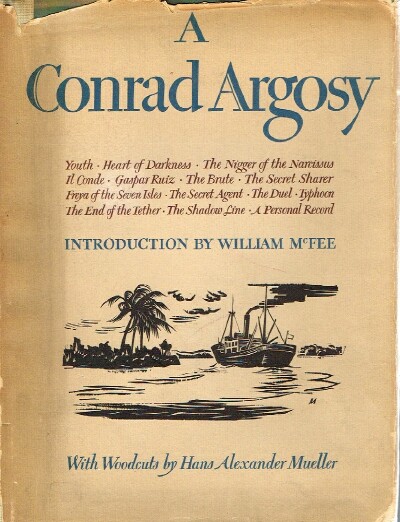 A
Conrad Argosy
Youth · Heart of Darkness · The Nigger of the Narcissus
Il Conde · Gaspar Ruiz · The Brute · The Secret Sharer
Freya of the Seven Isles · The Secret Agent · The Duel · Typhoon
The End of the Tether · The Shadow Line · A Personal Record
INTRODUCTION BY WILLIAM McFEE
M
With Woodcuts by Hans Alexander Mueller